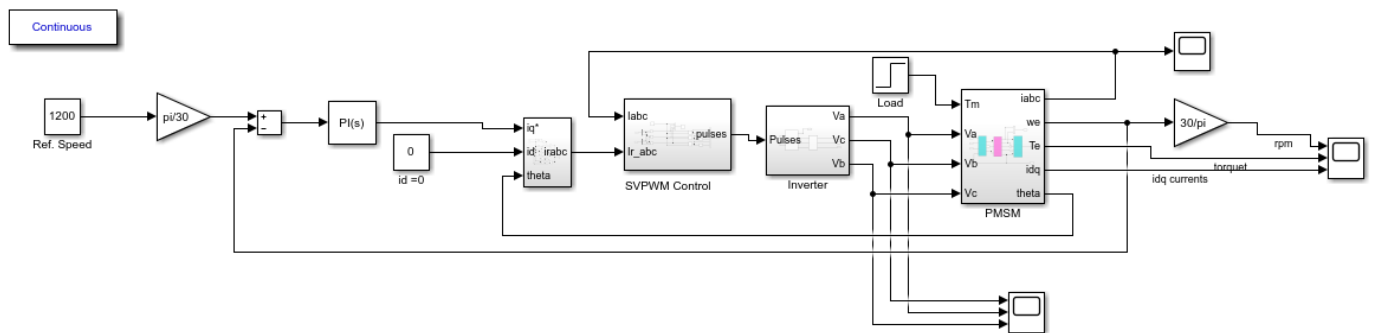 Continuous
1200
Ref. Speed
pi/30
+
−
PI(s)
0
id =0
iq*
id
theta
irabc
Iabc
Ir_abc
pulses
SVPWM Control
Pulses
Va
Vc
Vb
Inverter
Load
Tm
Va
Vb
Vc
iabc
we
Te
idq
theta
PMSM
30/pi
rpm
torquet
idq currents